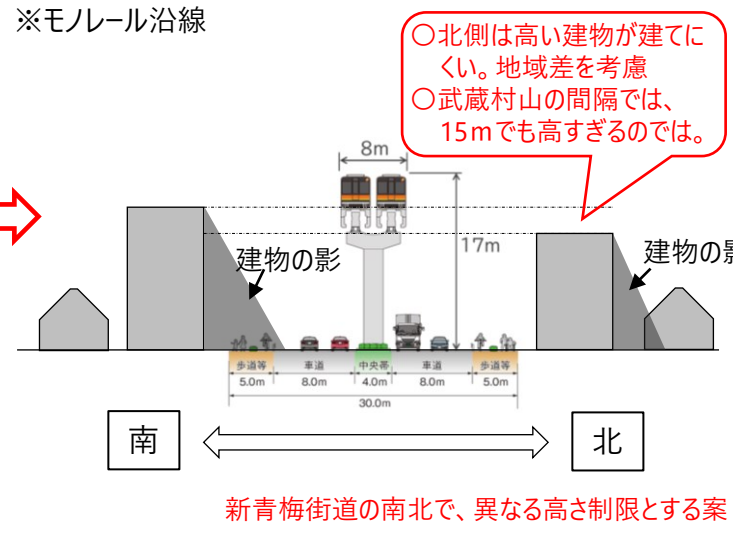 ※モノレール沿線
〇北側は高い建物が建てに
くい。地域差を考慮
〇武蔵村山の間隔では、
15mでも高すぎるのでは。
8m
17m
建物の影
建物の影
歩道等
車道
中央帯
車道
歩道等
5.0m
8.0m
4.0m
8.0m
5.0m
30.0m
南
北
新青梅街道の南北で、異なる高さ制限とする案